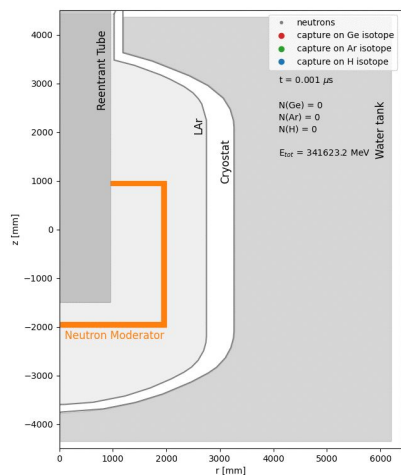 neutrons
capture on Ge isotope
capture on Ar isotope
capture on H isotope
t = 0.001 μs
N(Ge) = 0
N(Ar) = 0
N(H) = 0
E_tot = 341623.2 MeV
Reentrant Tube
LAr
Cryostat
Water tank
Neutron Moderator
z [mm]
4000
3000
2000
1000
0
−1000
−2000
−3000
−4000
0 1000 2000 3000 4000 5000 6000
r [mm]